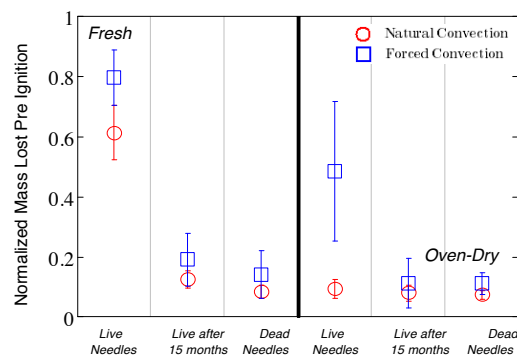 Normalized Mass Lost Pre Ignition
1
0.8
0.6
0.4
0.2
0
Fresh
Natural Convection
Forced Convection
Oven-Dry
Live Needles
Live after 15 months
Dead Needles
Live Needles
Live after 15 months
Dead Needles